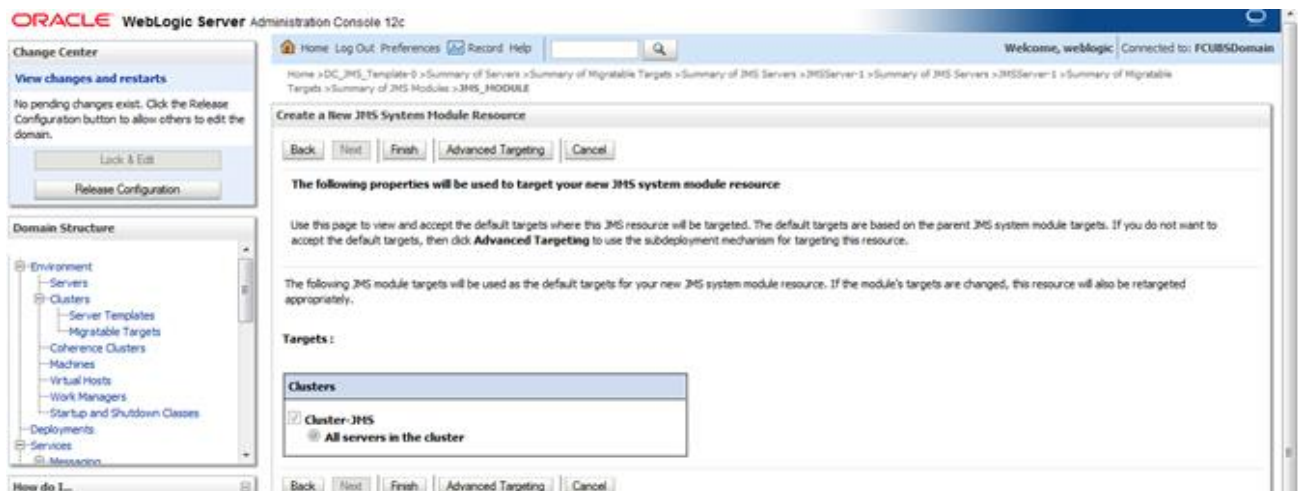 ORACLE WebLogic Server Administration Console 12c
Change Center
View changes and restarts
No pending changes exist. Click the Release
Configuration button to allow others to edit the
domain.
Lock & Edit
Release Configuration
Domain Structure
Environment
Servers
Clusters
Server Templates
Migratable Targets
Coherence Clusters
Machines
Virtual Hosts
Work Managers
Startup and Shutdown Classes
Deployments
Services
Messaging
How do I...
Home Log Out Preferences Record Help
Welcome, weblogic Connected to: FCUBSDomain
Home >DC_JMS_Template-0 >Summary of Servers >Summary of Migratable Targets >Summary of JMS Servers >JMSServer-1 >Summary of JMS Servers >JMSServer-1 >Summary of Migratable
Targets >Summary of JMS Modules >JMS_MODULE
Create a New JMS System Module Resource
Back Next Finish Advanced Targeting Cancel
The following properties will be used to target your new JMS system module resource
Use this page to view and accept the default targets where this JMS resource will be targeted. The default targets are based on the parent JMS system module targets. If you do not want to
accept the default targets, then click Advanced Targeting to use the subdeployment mechanism for targeting this resource.
The following JMS module targets will be used as the default targets for your new JMS system module resource. If the module's targets are changed, this resource will also be retargeted
appropriately.
Targets :
Clusters
Cluster-JMS
All servers in the cluster
Back Next Finish Advanced Targeting Cancel